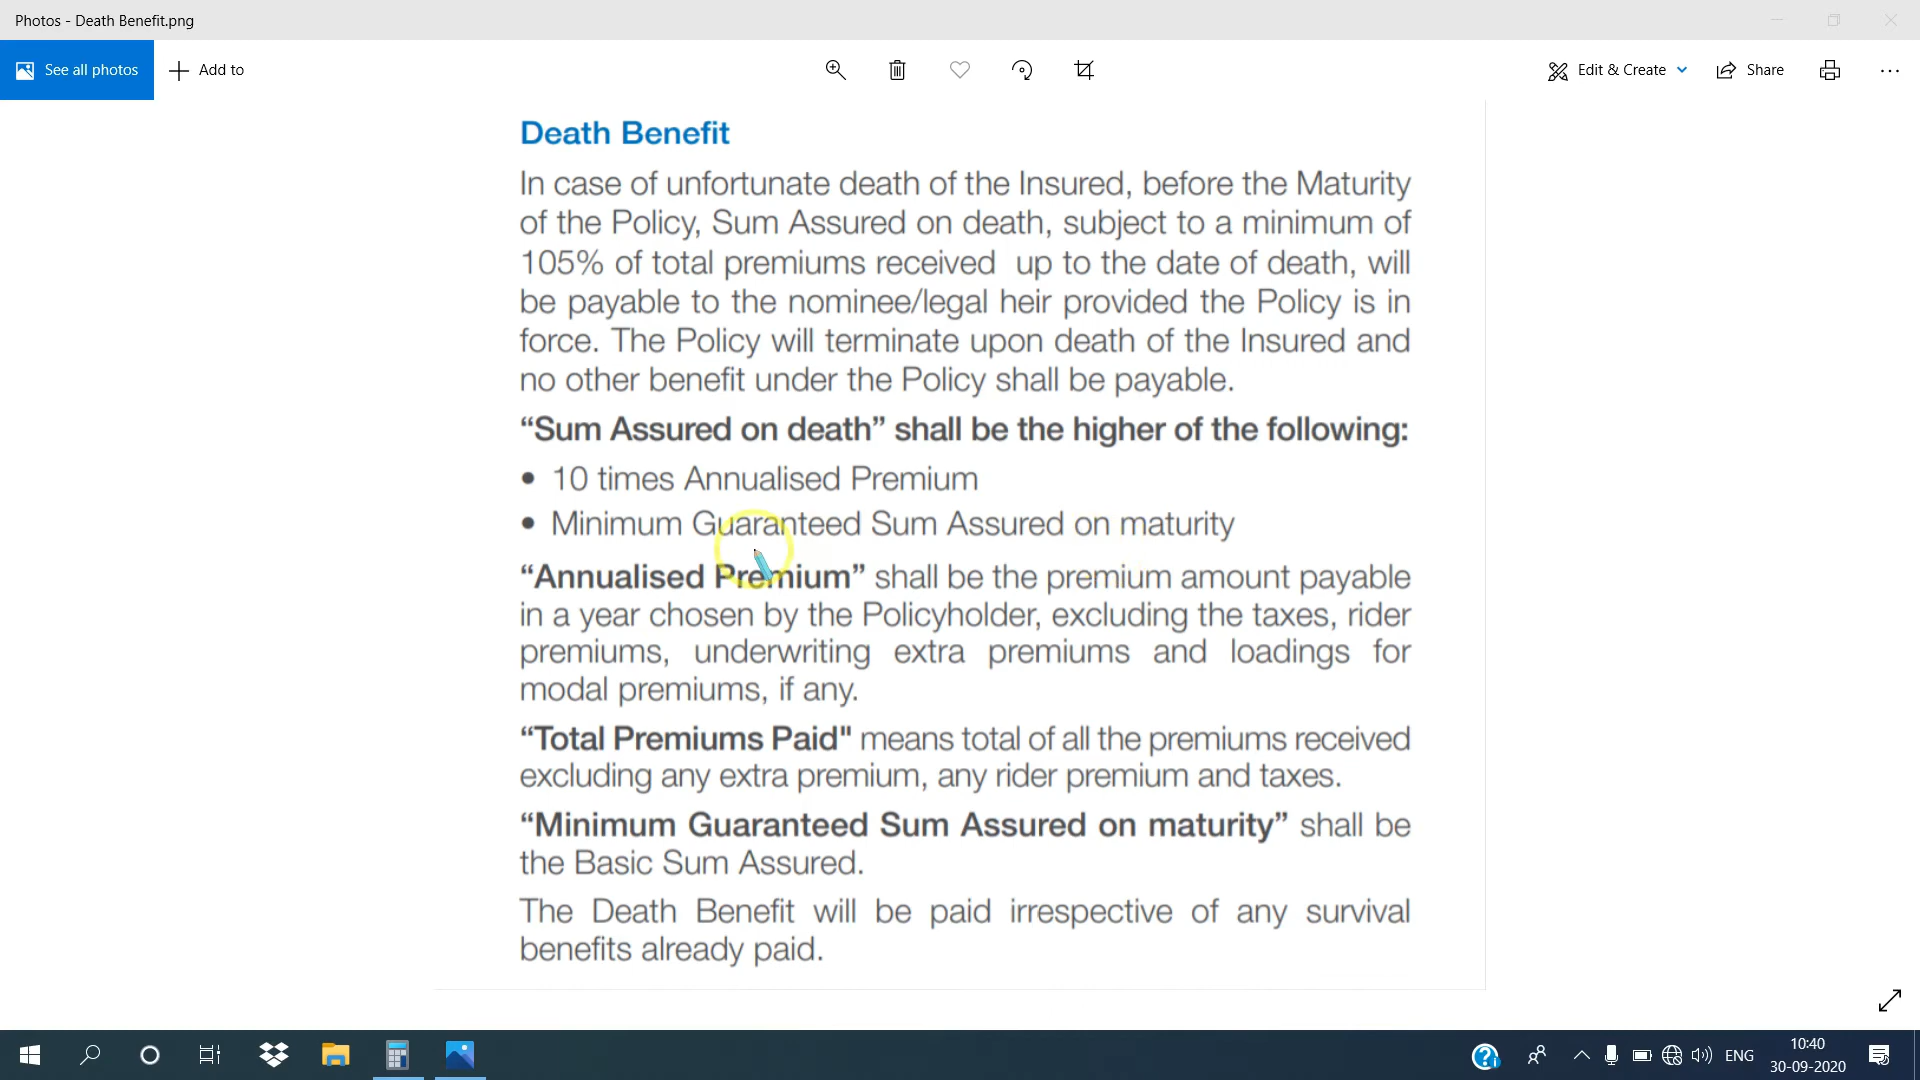 Photos - Death Benefit.png
See all photos
Add to
Edit & Create
Share
Death Benefit
In case of unfortunate death of the Insured, before the Maturity
of the Policy, Sum Assured on death, subject to a minimum of
105% of total premiums received up to the date of death, will
be payable to the nominee/legal heir provided the Policy is in
force. The Policy will terminate upon death of the Insured and
no other benefit under the Policy shall be payable.
“Sum Assured on death” shall be the higher of the following:
• 10 times Annualised Premium
• Minimum Guaranteed Sum Assured on maturity
“Annualised Premium” shall be the premium amount payable
in a year chosen by the Policyholder, excluding the taxes, rider
premiums, underwriting extra premiums and loadings for
modal premiums, if any.
“Total Premiums Paid" means total of all the premiums received
excluding any extra premium, any rider premium and taxes.
“Minimum Guaranteed Sum Assured on maturity” shall be
the Basic Sum Assured.
The Death Benefit will be paid irrespective of any survival
benefits already paid.
ENG
10:40
30-09-2020